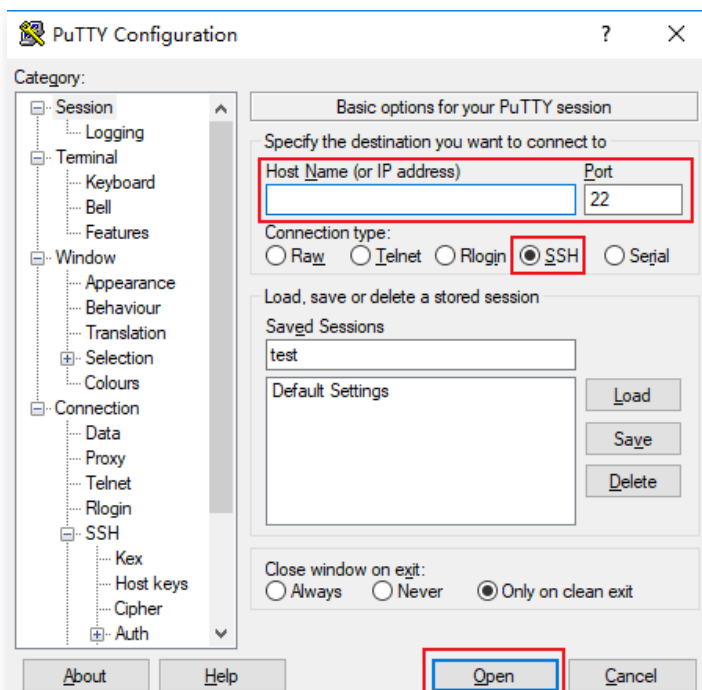 PuTTY Configuration ? ×
Category:
Session
Logging
Terminal
Keyboard
Bell
Features
Window
Appearance
Behaviour
Translation
Selection
Colours
Connection
Data
Proxy
Telnet
Rlogin
SSH
Kex
Host keys
Cipher
Auth
Basic options for your PuTTY session
Specify the destination you want to connect to
Host Name (or IP address) Port
22
Connection type:
Raw Telnet Rlogin SSH Serial
Load, save or delete a stored session
Saved Sessions
test
Default Settings
Load
Save
Delete
Close window on exit:
Always Never Only on clean exit
About Help Open Cancel